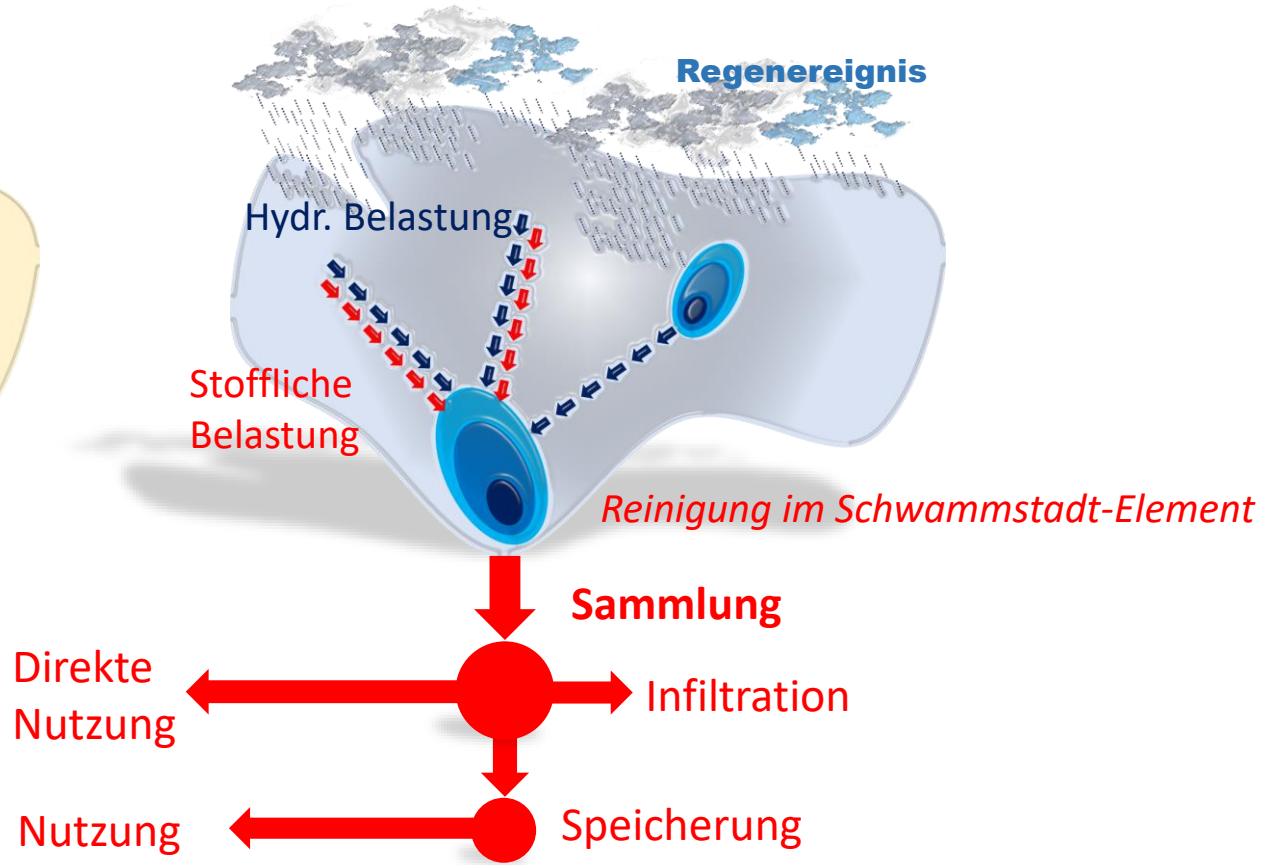 Regenereignis
Hydr. Belastung
Stoffliche
Belastung
Reinigung im Schwammstadt-Element
Sammlung
Direkte
Nutzung
Infiltration
Nutzung
Speicherung